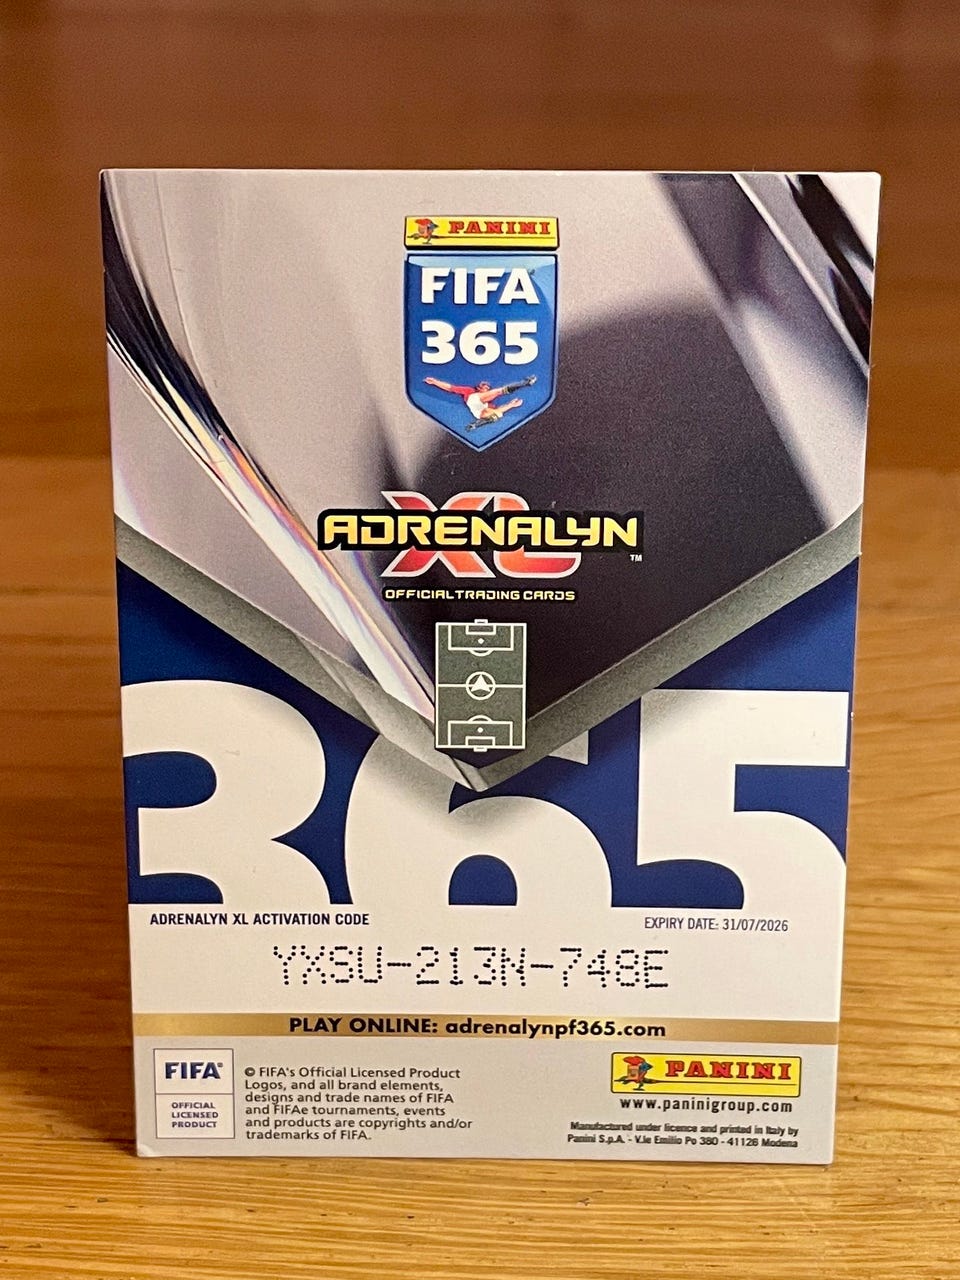 PANINI
FIFA
365
ADRENALYN
XL™
OFFICIAL TRADING CARDS
365
ADRENALYN XL ACTIVATION CODE
EXPIRY DATE: 31/07/2026
YXSU-213N-748E
PLAY ONLINE: adrenalynpf365.com
FIFA®
OFFICIAL
LICENSED
PRODUCT
© FIFA's Official Licensed Product
Logos, and all brand elements,
designs and trade names of FIFA
and FIFAe tournaments, events
and products are copyrights and/or
trademarks of FIFA.
PANINI
www.paninigroup.com
Manufactured under licence and printed in Italy by
Panini S.p.A. - V.le Emilio Po 380 - 41126 Modena